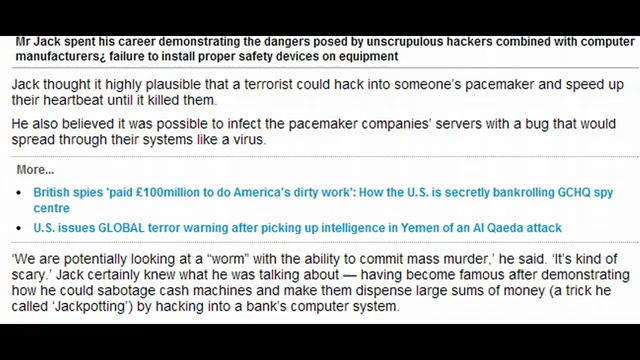 Mr Jack spent his career demonstrating the dangers posed by unscrupulous hackers combined with computer
manufacturers¿ failure to install proper safety devices on equipment
Jack thought it highly plausible that a terrorist could hack into someone's pacemaker and speed up
their heartbeat until it killed them.
He also believed it was possible to infect the pacemaker companies' servers with a bug that would
spread through their systems like a virus.
More...
• British spies 'paid £100million to do America's dirty work': How the U.S. is secretly bankrolling GCHQ spy
centre
• U.S. issues GLOBAL terror warning after picking up intelligence in Yemen of an Al Qaeda attack
'We are potentially looking at a “worm” with the ability to commit mass murder,' he said. 'It's kind of
scary.' Jack certainly knew what he was talking about — having become famous after demonstrating
how he could sabotage cash machines and make them dispense large sums of money (a trick he
called 'Jackpotting') by hacking into a bank's computer system.